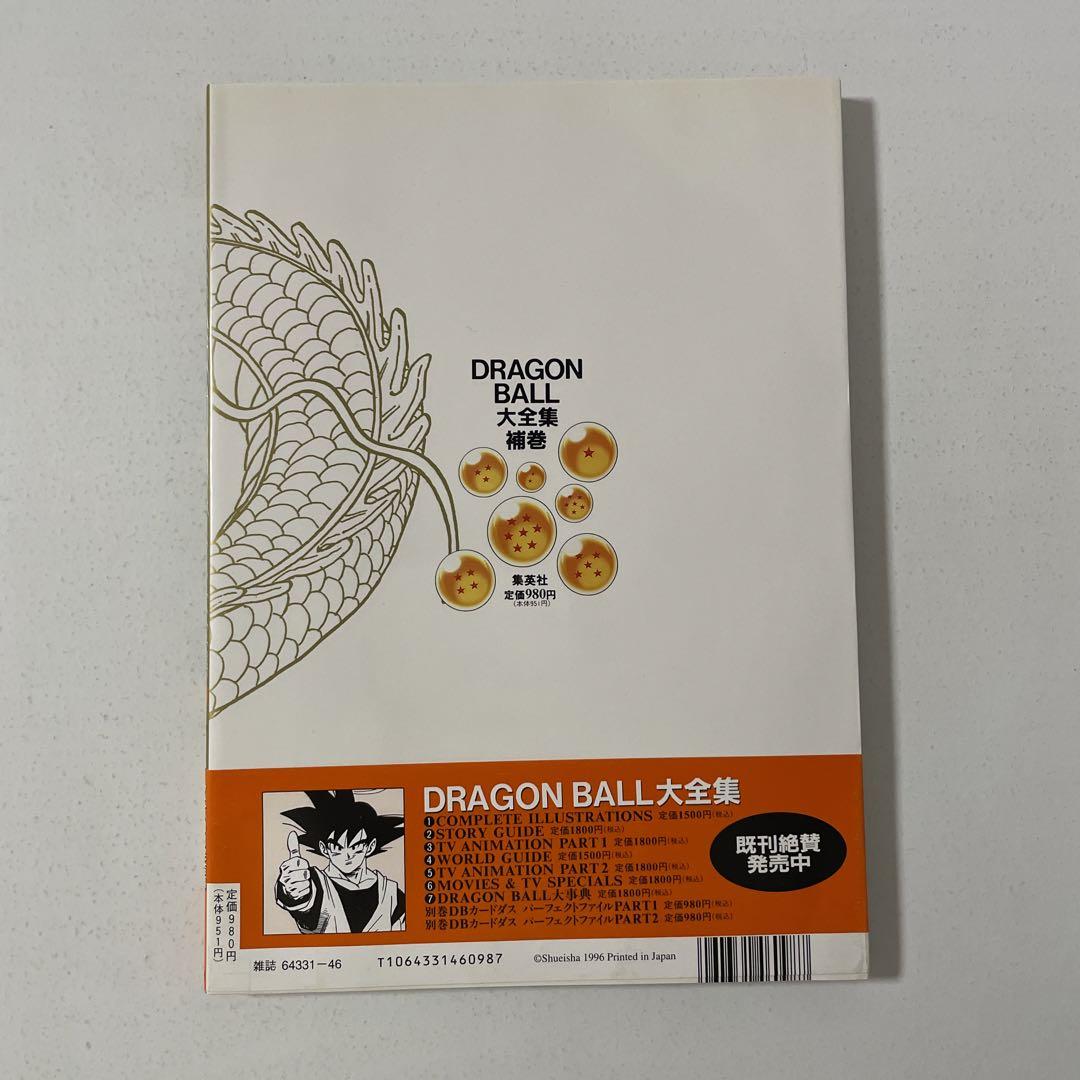 DRAGON
BALL
大全集
補巻
集英社
定価980円
(本体951円)
DRAGON BALL大全集
❶COMPLETE ILLUSTRATIONS 定価1500円(税込)
❷STORY GUIDE 定価1800円(税込)
❸TV ANIMATION PART 1 定価1800円(税込)
❹WORLD GUIDE 定価1500円(税込)
❺TV ANIMATION PART 2 定価1800円(税込)
❻MOVIES & TV SPECIALS 定価1800円(税込)
❼DRAGON BALL大事典 定価1800円(税込)
別巻DBカードダス パーフェクトファイルPART 1 定価980円(税込)
別巻DBカードダス パーフェクトファイルPART 2 定価980円(税込)
既刊絶賛
発売中
定価980円
(本体951円)
雑誌 64331-46
T1064331460987
©Shueisha 1996 Printed in Japan